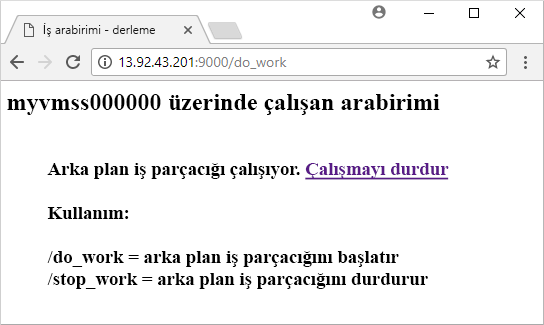 İş arabirimi - derleme
13.92.43.201:9000/do_work
myvmss000000 üzerinde çalışan arabirimi
Arka plan iş parçacığı çalışıyor. Çalışmayı durdur
Kullanım:
/do_work = arka plan iş parçacığını başlatır
/stop_work = arka plan iş parçacığını durdurur